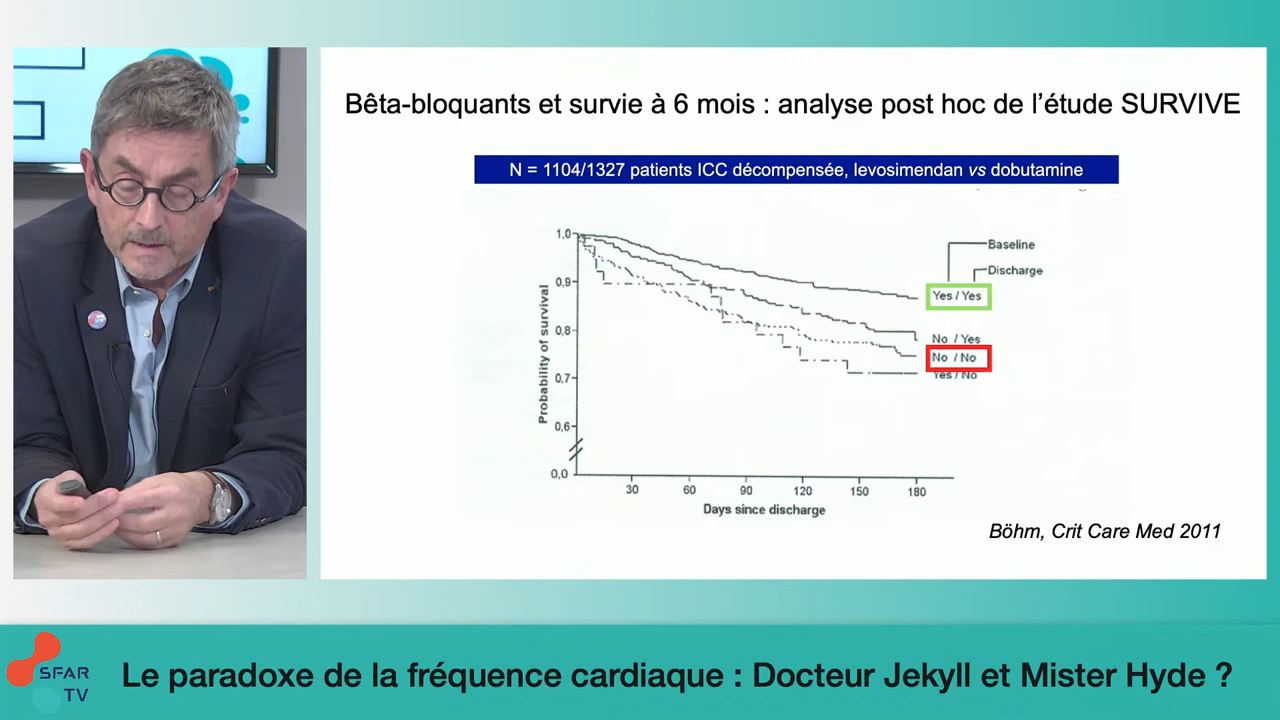 Bêta-bloquants et survie à 6 mois : analyse post hoc de l'étude SURVIVE
N = 1104/1327 patients ICC décompensée, levosimendan vs dobutamine
Probability of survival
1,0
0,9
0,8
0,7
0,6
0,0
30 60 90 120 150 180
Days since discharge
Baseline
Discharge
Yes / Yes
No / Yes
No / No
Yes / No
Böhm, Crit Care Med 2011
SFAR
TV
Le paradoxe de la fréquence cardiaque : Docteur Jekyll et Mister Hyde ?